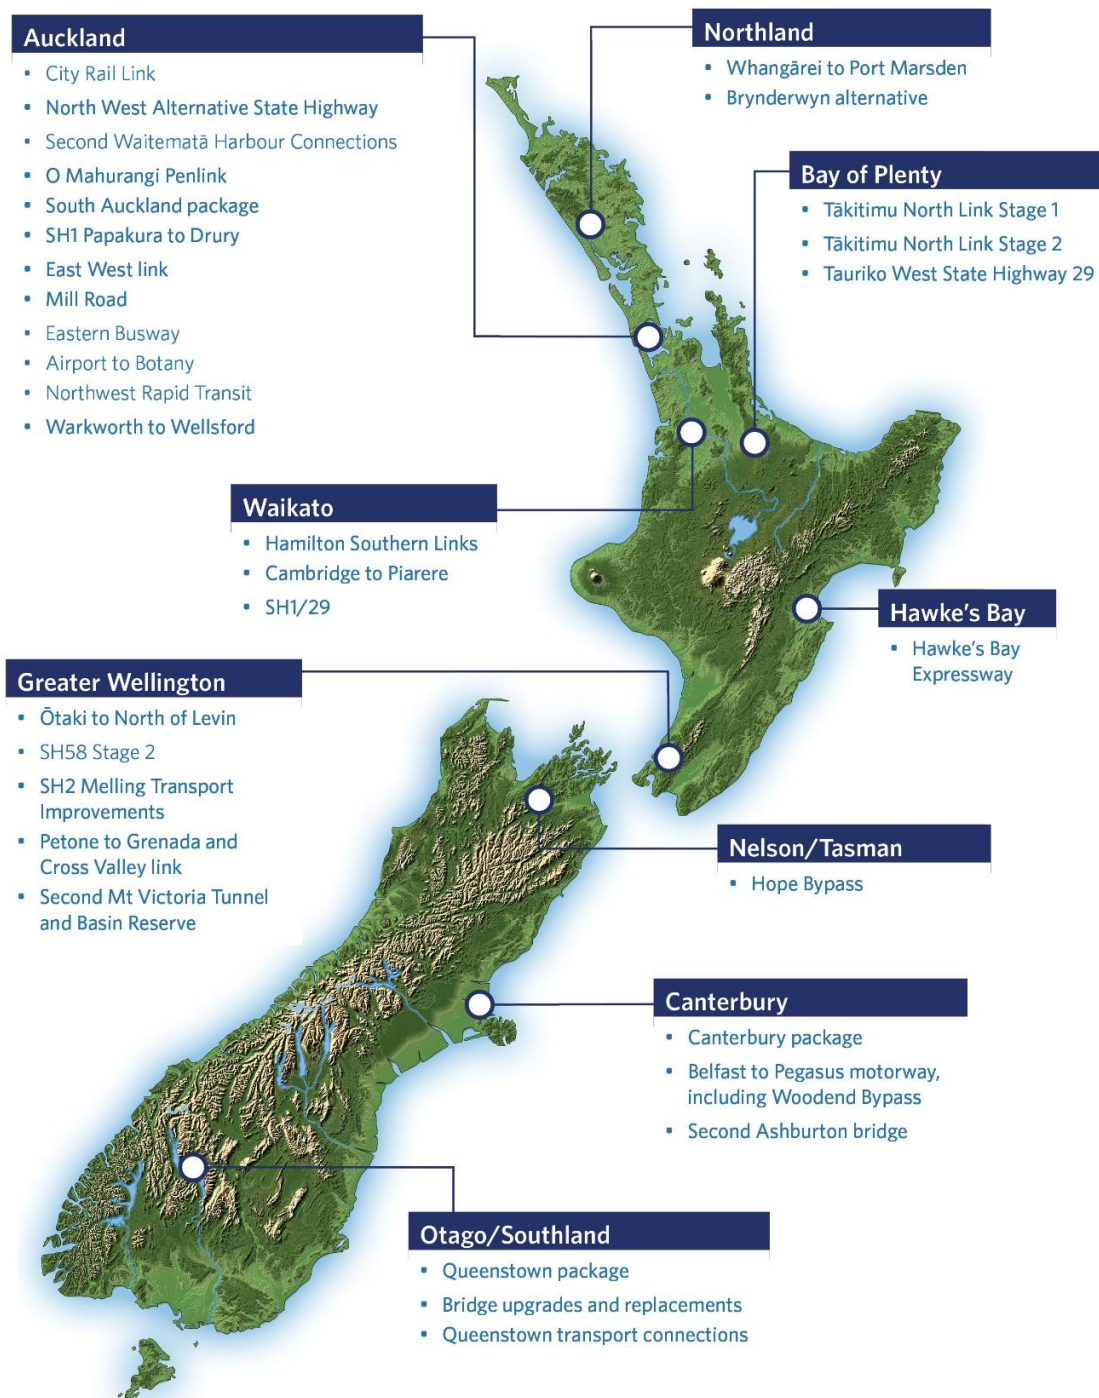 Auckland
▪ City Rail Link
▪ North West Alternative State Highway
▪ Second Waitematā Harbour Connections
▪ O Mahurangi Penlink
▪ South Auckland package
▪ SH1 Papakura to Drury
▪ East West link
▪ Mill Road
▪ Eastern Busway
▪ Airport to Botany
▪ Northwest Rapid Transit
▪ Warkworth to Wellsford
Northland
▪ Whangārei to Port Marsden
▪ Brynderwyn alternative
Bay of Plenty
▪ Tākitimu North Link Stage 1
▪ Tākitimu North Link Stage 2
▪ Tauriko West State Highway 29
Waikato
▪ Hamilton Southern Links
▪ Cambridge to Piarere
▪ SH1/29
Hawke's Bay
▪ Hawke's Bay
Expressway
Greater Wellington
▪ Ōtaki to North of Levin
▪ SH58 Stage 2
▪ SH2 Melling Transport
Improvements
▪ Petone to Grenada and
Cross Valley link
▪ Second Mt Victoria Tunnel
and Basin Reserve
Nelson/Tasman
▪ Hope Bypass
Canterbury
▪ Canterbury package
▪ Belfast to Pegasus motorway,
including Woodend Bypass
▪ Second Ashburton bridge
Otago/Southland
▪ Queenstown package
▪ Bridge upgrades and replacements
▪ Queenstown transport connections